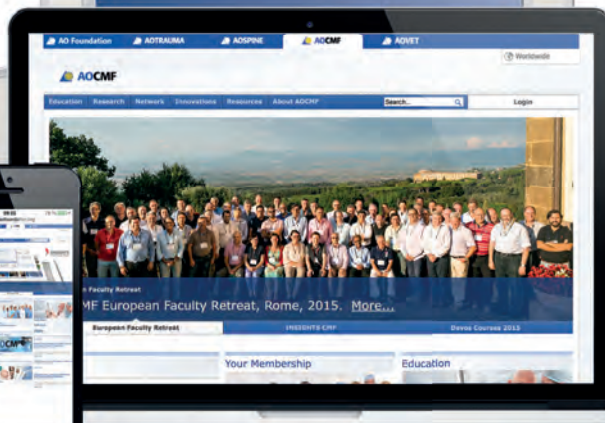 AO Foundation
AOTRAUMA
AOSPINE
AOCMF
AOVET
Worldwide
AOCMF
Education Research Network Innovations Resources About AOCMF
Search...
Login
Faculty Retreat
MF European Faculty Retreat, Rome, 2015. More...
European Faculty Retreat
INSIGHTS CMF
Davos Courses 2015
Your Membership
Education